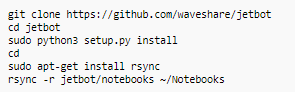 git clone https://github.com/waveshare/jetbot
cd jetbot
sudo python3 setup.py install
cd
sudo apt-get install rsync
rsync -r jetbot/notebooks ~/Notebooks